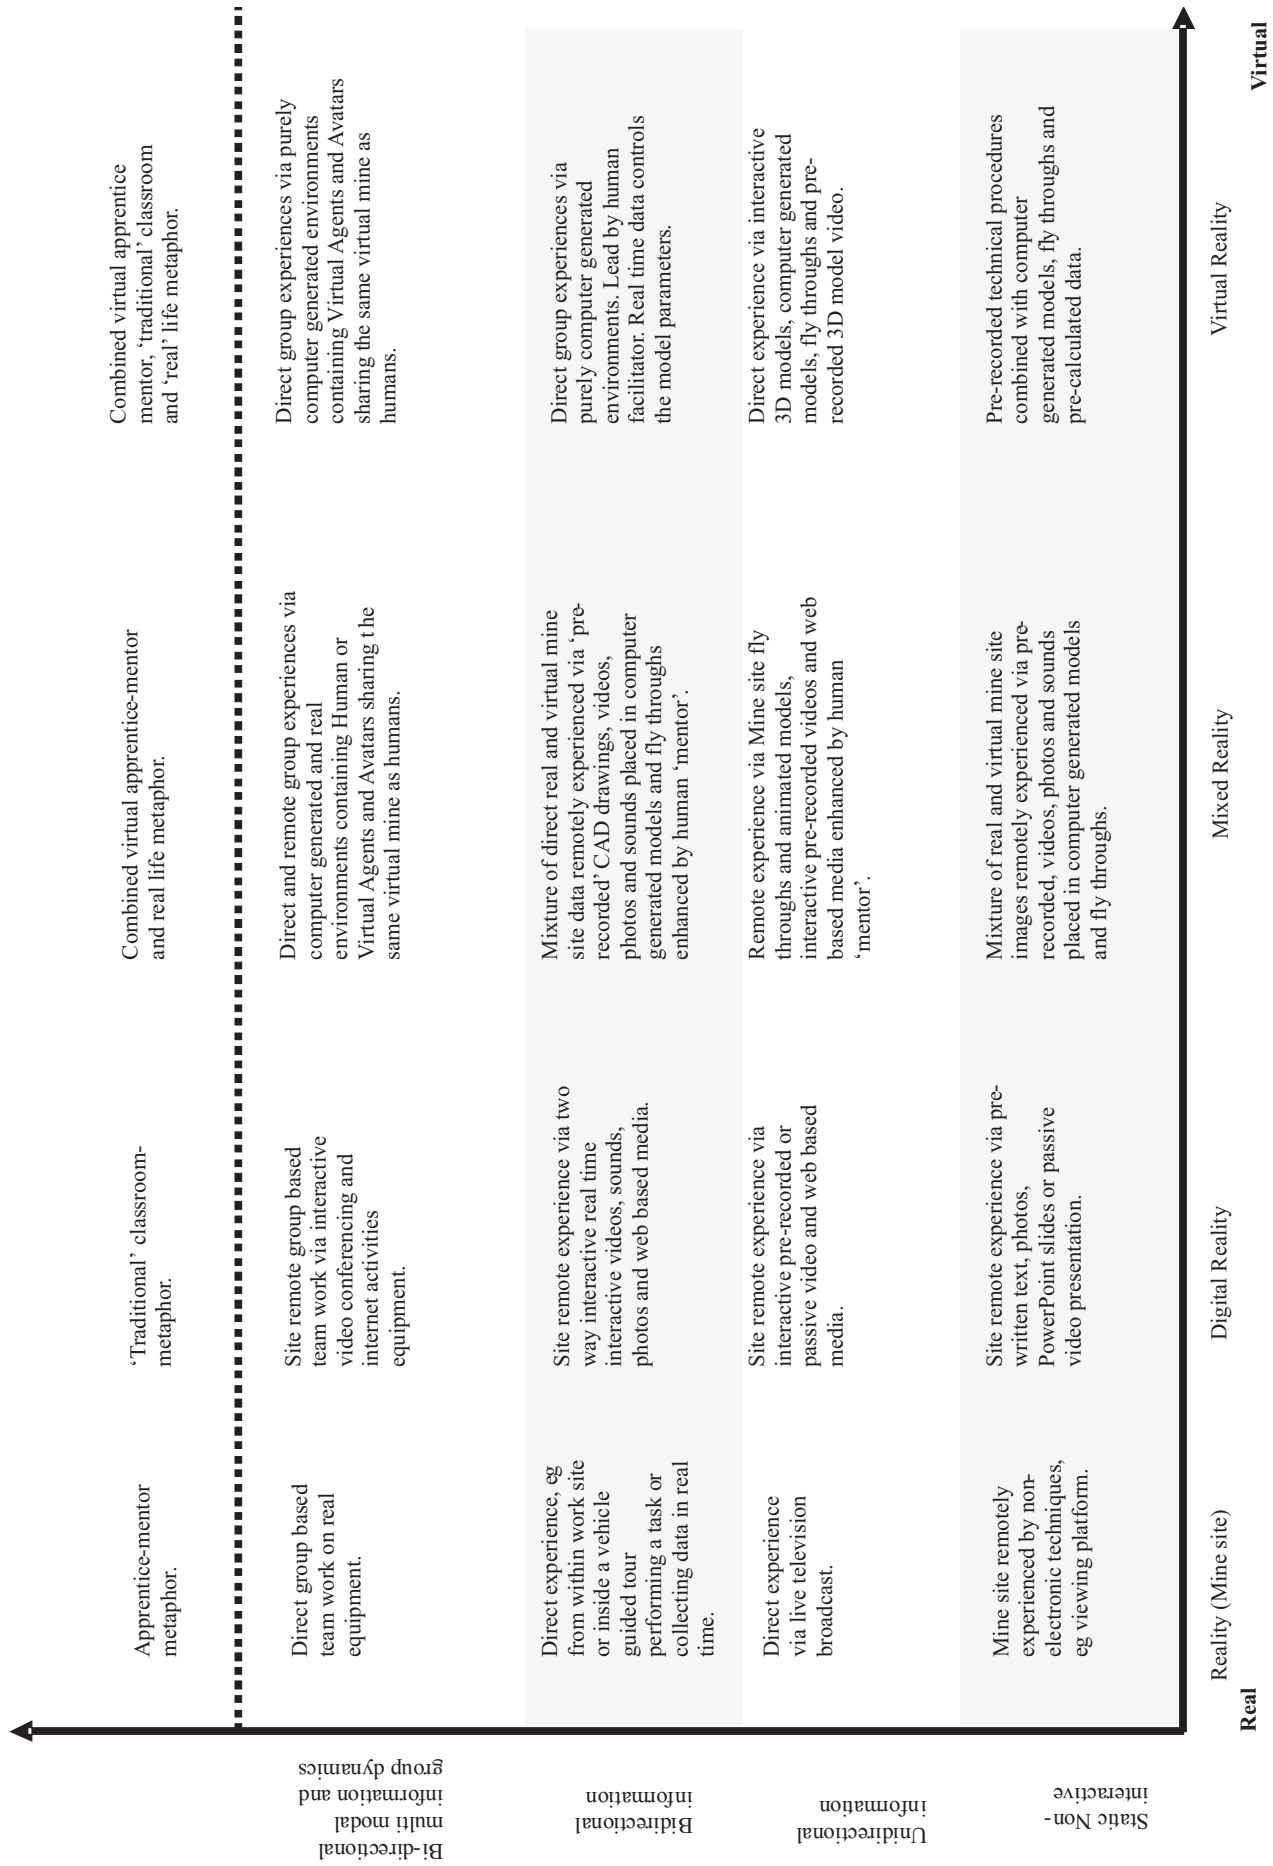 Apprentice-mentor
metaphor.
‘Traditional’ classroom-
metaphor.
Combined virtual apprentice-mentor
and real life metaphor.
Combined virtual apprentice
mentor, ‘traditional’ classroom
and ‘real’ life metaphor.
Bi-directional
multi modal
information and
group dynamics
Direct group based
team work on real
equipment.
Site remote group based
team work via interactive
video conferencing and
internet activities
equipment.
Direct and remote group experiences via
computer generated and real
environments containing Human or
Virtual Agents and Avatars sharing the
same virtual mine as humans.
Direct group experiences via purely
computer generated environments
containing Virtual Agents and Avatars
sharing the same virtual mine as
humans.
Bidirectional
information
Direct experience, eg
from within work site
or inside a vehicle
guided tour
performing a task or
collecting data in real
time.
Site remote experience via two
way interactive real time
interactive videos, sounds,
photos and web based media.
Mixture of direct real and virtual mine
site data remotely experienced via ‘pre-
recorded’ CAD drawings, videos,
photos and sounds placed in computer
generated models and fly throughs
enhanced by human ‘mentor’.
Direct group experiences via
purely computer generated
environments. Lead by human
facilitator. Real time data controls
the model parameters.
Unidirectional
information
Direct experience
via live television
broadcast.
Site remote experience via
interactive pre-recorded or
passive video and web based
media.
Remote experience via Mine site fly
throughs and animated models,
interactive pre-recorded videos and web
based media enhanced by human
‘mentor’.
Direct experience via interactive
3D models, computer generated
models, fly throughs and pre-
recorded 3D model video.
Static Non-
interactive
Mine site remotely
experienced by non-
electronic techniques,
eg viewing platform.
Site remote experience via pre-
written text, photos,
PowerPoint slides or passive
video presentation.
Mixture of real and virtual mine site
images remotely experienced via pre-
recorded, videos, photos and sounds
placed in computer generated models
and fly throughs.
Pre-recorded technical procedures
combined with computer
generated models, fly throughs and
pre-calculated data.
Reality (Mine site)
Digital Reality
Mixed Reality
Virtual Reality
Real
Virtual